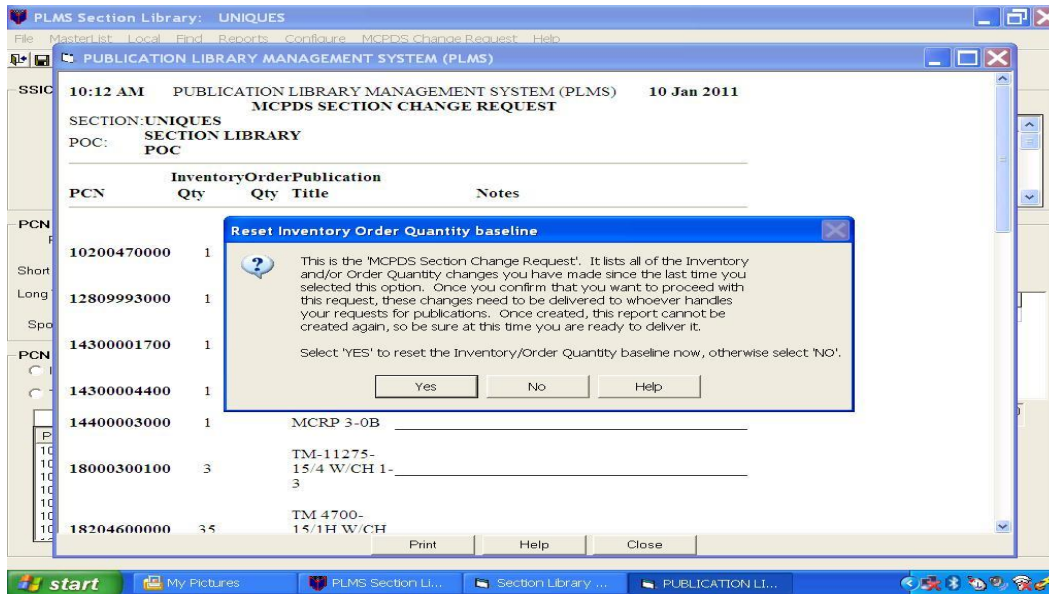 PLMS Section Library: UNIQUES
File MasterList Local Find Reports Configure MCPDS Change Request Help
PUBLICATION LIBRARY MANAGEMENT SYSTEM (PLMS)
SSIC
10:12 AM PUBLICATION LIBRARY MANAGEMENT SYSTEM (PLMS) 10 Jan 2011
MCPDS SECTION CHANGE REQUEST
SECTION:UNIQUES
POC: SECTION LIBRARY
POC
InventoryOrderPublication
PCN Qty Qty Title Notes
PCN
Reset Inventory Order Quantity baseline
This is the 'MCPDS Section Change Request'. It lists all of the Inventory
and/or Order Quantity changes you have made since the last time you
selected this option. Once you confirm that you want to proceed with
this request, these changes need to be delivered to whoever handles
your requests for publications. Once created, this report cannot be
created again, so be sure at this time you are ready to deliver it.
Select 'YES' to reset the Inventory/Order Quantity baseline now, otherwise select 'NO'.
Yes No Help
10200470000 1
Short
Long
12809993000 1
Spo
14300001700 1
PCN
14300004400 1
14400003000 1 MCRP 3-0B
TM-11275-
18000300100 3 15/4 W/CH 1-
3
TM 4700-
18204600000 35 15/1H W/CH
Print Help Close
start My Pictures PLMS Section Li... Section Library ... PUBLICATION LI...